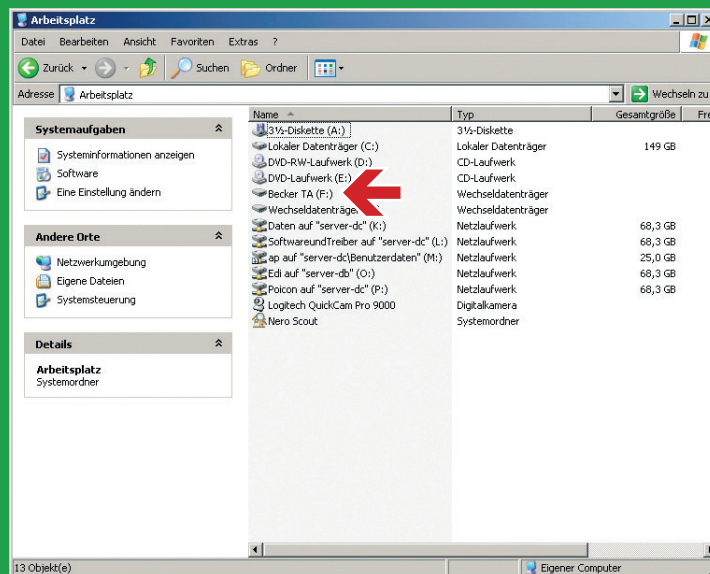 Arbeitsplatz
Datei Bearbeiten Ansicht Favoriten Extras ?
Zurück Suchen Ordner
Adresse Arbeitsplatz Wechseln zu
Systemaufgaben
Systeminformationen anzeigen
Software
Eine Einstellung ändern
Andere Orte
Netzwerkumgebung
Eigene Dateien
Systemsteuerung
Details
Arbeitsplatz
Systemordner
Name Typ Gesamtgröße Fre
3½-Diskette (A:) 3½-Diskette
Lokaler Datenträger (C:) Lokaler Datenträger 149 GB
DVD-RW-Laufwerk (D:) CD-Laufwerk
DVD-Laufwerk (E:) CD-Laufwerk
Becker TA (F:) Wechseldatenträger
Wechseldatenträger Wechseldatenträger
Daten auf "server-dc" (K:) Netzlaufwerk 68,3 GB
SoftwareundTreiber auf "server-dc" (L:) Netzlaufwerk 68,3 GB
ap auf "server-dc\Benutzerdaten" (M:) Netzlaufwerk 25,0 GB
Edi auf "server-db" (O:) Netzlaufwerk 68,3 GB
Poicon auf "server-dc" (P:) Netzlaufwerk 68,3 GB
Logitech QuickCam Pro 9000 Digitalkamera
Nero Scout Systemordner
13 Objekt(e) Eigener Computer